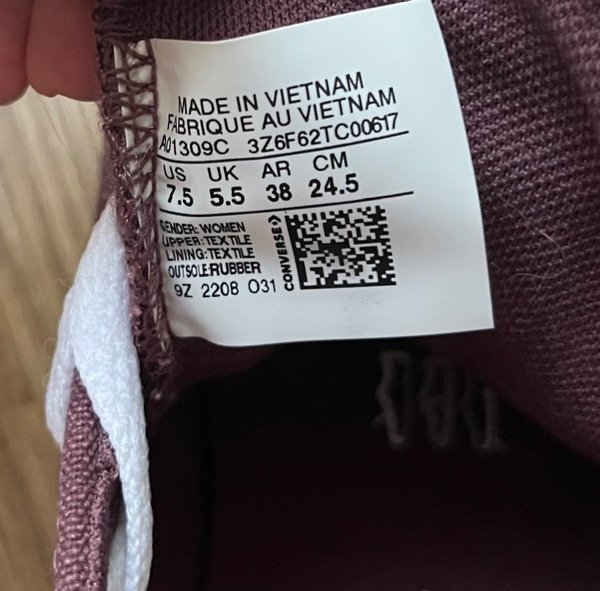 MADE IN VIETNAM
FABRIQUE AU VIETNAM
A01309C 3Z6F62TC00617
US UK AR CM
7.5 5.5 38 24.5
GENDER: WOMEN
UPPER:TEXTILE
LINING:TEXTILE
OUTSOLE:RUBBER
9Z 2208 031
CONVERSE